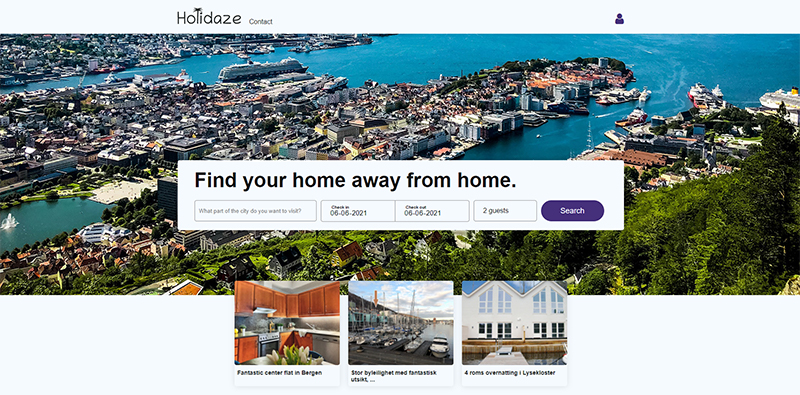 Holidaze
Contact
Find your home away from home.
What part of the city do you want to visit?
Check in
06-06-2021
Check out
06-06-2021
2 guests
Search
Fantastic center flat in Bergen
Stor byleilighet med fantastisk
utsikt, ...
4 roms overnatting i Lysekloster